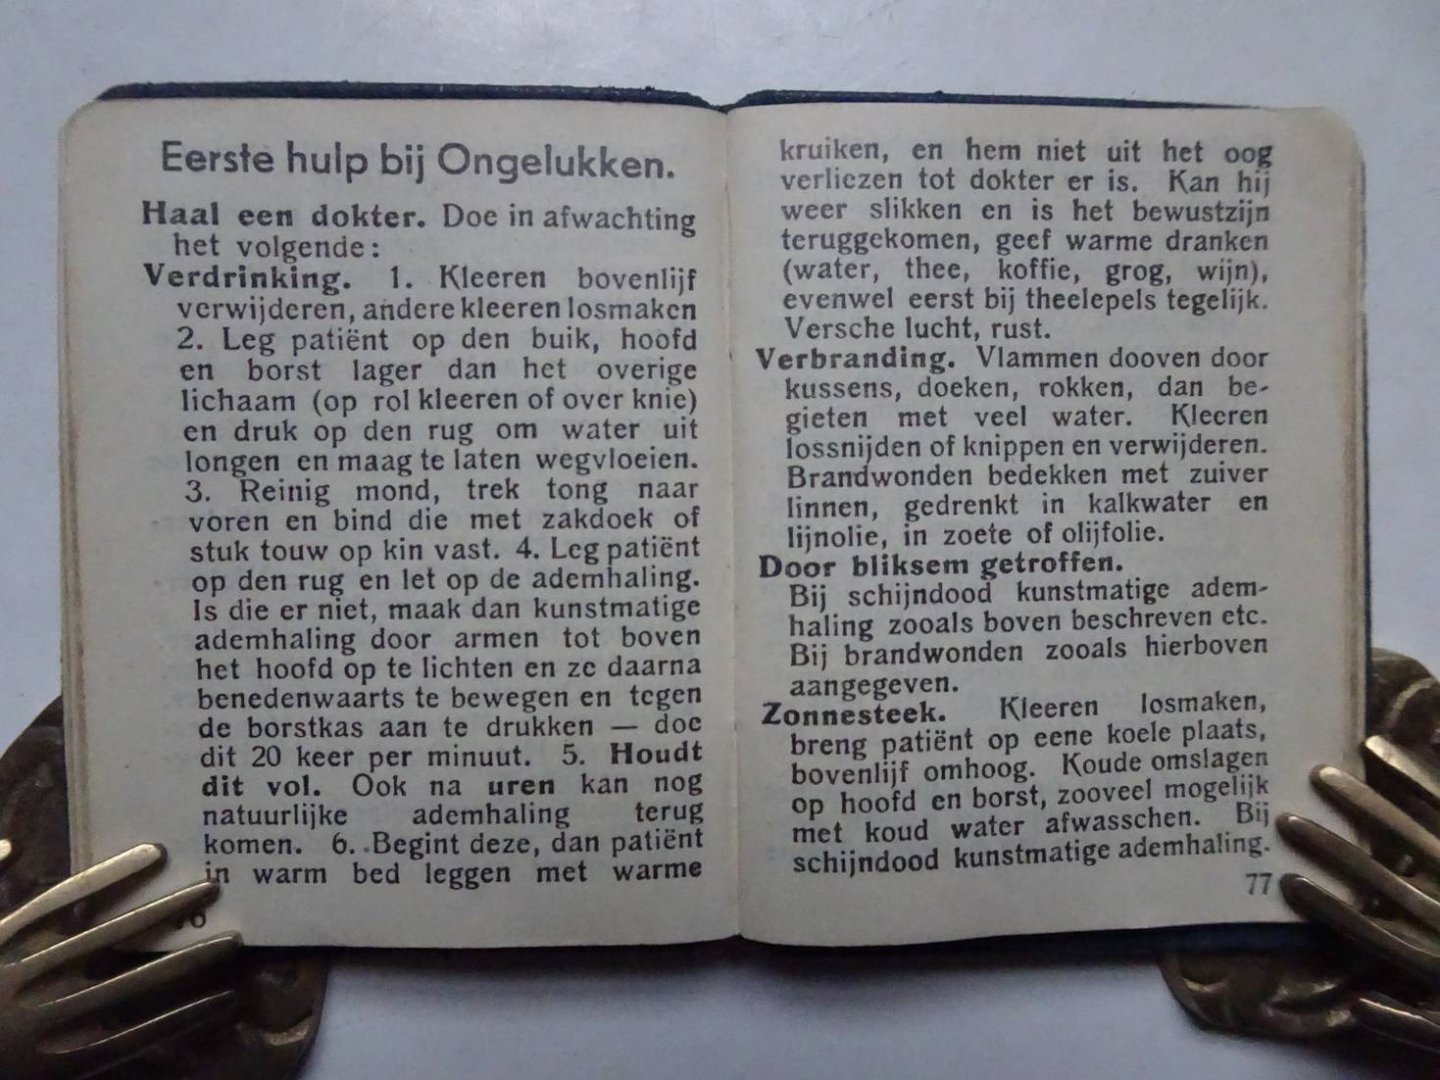 Eerste hulp bij Ongelukken.
Haal een dokter. Doe in afwachting
het volgende:
Verdrinking. 1. Kleeren bovenlijf
verwijderen, andere kleeren losmaken
2. Leg patiënt op den buik, hoofd
en borst lager dan het overige
lichaam (op rol kleeren of over knie)
en druk op den rug om water uit
longen en maag te laten wegvloeien.
3. Reinig mond, trek tong naar
voren en bind die met zakdoek of
stuk touw op kin vast. 4. Leg patiënt
op den rug en let op de ademhaling.
Is die er niet, maak dan kunstmatige
ademhaling door armen tot boven
het hoofd op te lichten en ze daarna
benedenwaarts te bewegen en tegen
de borstkas aan te drukken — doe
dit 20 keer per minuut. 5. Houdt
dit vol. Ook na uren kan nog
natuurlijke ademhaling terug
komen. 6. Begint deze, dan patiënt
in warm bed leggen met warme
kruiken, en hem niet uit het oog
verliezen tot dokter er is. Kan hij
weer slikken en is het bewustzijn
teruggekomen, geef warme dranken
(water, thee, koffie, grog, wijn),
evenwel eerst bij theelepels tegelijk.
Versche lucht, rust.
Verbranding. Vlammen dooven door
kussens, doeken, rokken, dan be-
gieten met veel water. Kleeren
lossnijden of knippen en verwijderen.
Brandwonden bedekken met zuiver
linnen, gedrenkt in kalkwater en
lijnolie, in zoete of olijfolie.
Door bliksem getroffen.
Bij schijndood kunstmatige adem-
haling zooals boven beschreven etc.
Bij brandwonden zooals hierboven
aangegeven.
Zonnesteek. Kleeren losmaken,
breng patiënt op eene koele plaats,
bovenlijf omhoog. Koude omslagen
op hoofd en borst, zooveel mogelijk
met koud water afwasschen. Bij
schijndood kunstmatige ademhaling.
77